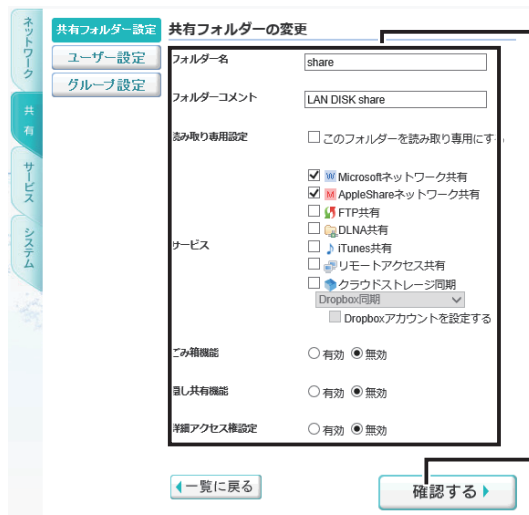 ネットワーク
共有
サービス
システム
共有フォルダー設定
ユーザー設定
グループ設定
共有フォルダーの変更
フォルダー名
share
フォルダーコメント
LAN DISK share
読み取り専用設定
このフォルダーを読み取り専用にす
サービス
W Microsoftネットワーク共有
M AppleShareネットワーク共有
FTP共有
DLNA共有
iTunes共有
リモートアクセス共有
クラウドストレージ同期
Dropbox同期
Dropboxアカウントを設定する
ごみ箱機能
有効 無効
隠し共有機能
有効 無効
詳細アクセス権設定
有効 無効
一覧に戻る
確認する